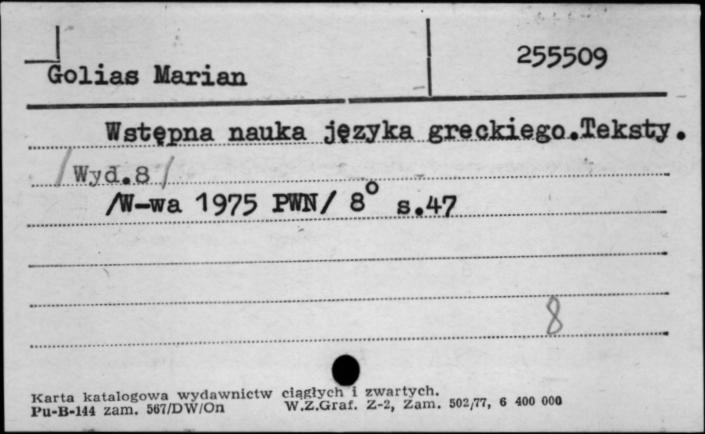 255509
Golias Marian
Wstępna nauka języka greckiego.Teksty.
/Wyd.8/
/W-wa 1975 PWN/ 8° s.47
8
Karta katalogowa wydawnictw ciągłych i zwartych.
Pu-B-144 zam. 567/DW/On W.Z.Graf. Z-2, Zam. 502/77, 6 400 000